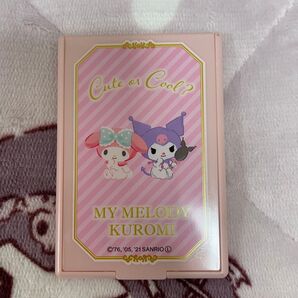 Cute or Cool?
MY MELODY
KUROMI
©'76, '05, '21 SANRIO Ⓛ